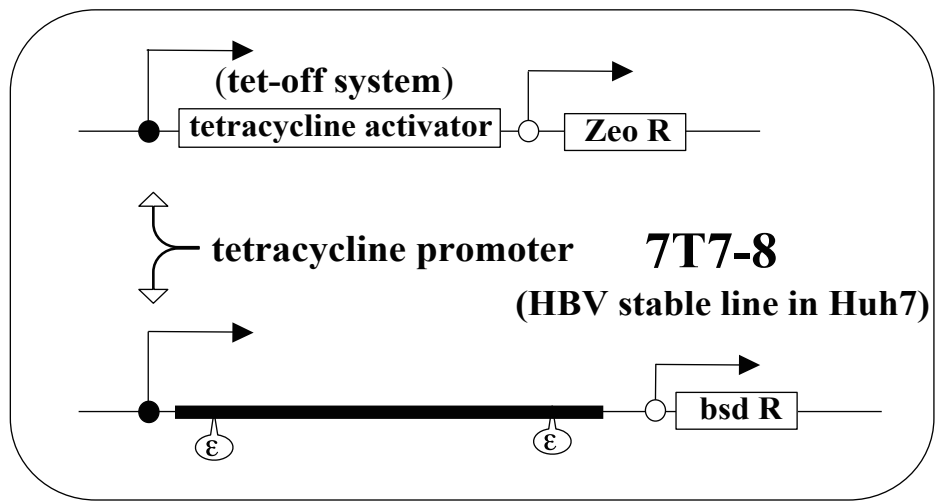 (tet-off system)
tetracycline activator
Zeo R
tetracycline promoter
7T7-8
(HBV stable line in Huh7)
bsd R
ε
ε